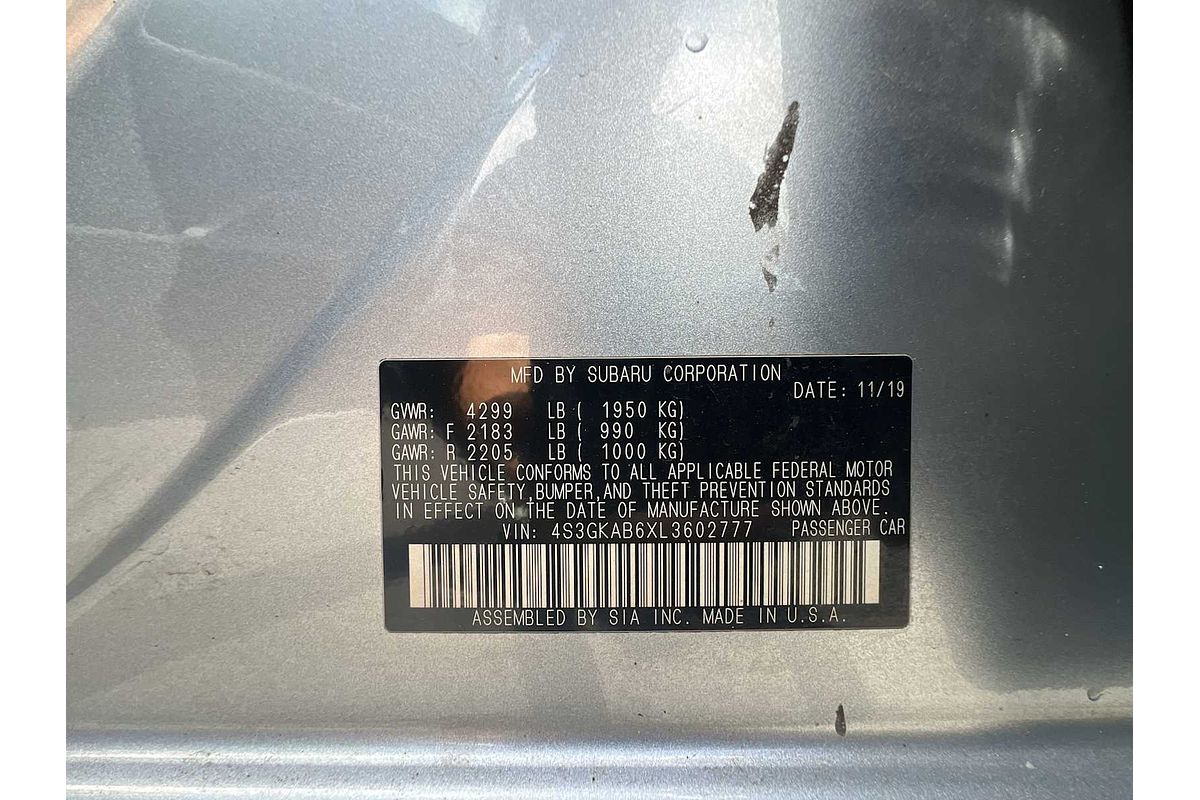 MFD BY SUBARU CORPORATION
DATE: 11/19
GVWR: 4299 LB ( 1950 KG)
GAWR: F 2183 LB ( 990 KG)
GAWR: R 2205 LB ( 1000 KG)
THIS VEHICLE CONFORMS TO ALL APPLICABLE FEDERAL MOTOR
VEHICLE SAFETY,BUMPER,AND THEFT PREVENTION STANDARDS
IN EFFECT ON THE DATE OF MANUFACTURE SHOWN ABOVE.
VIN: 4S3GKAB6XL3602777 PASSENGER CAR
ASSEMBLED BY SIA INC. MADE IN U.S.A.